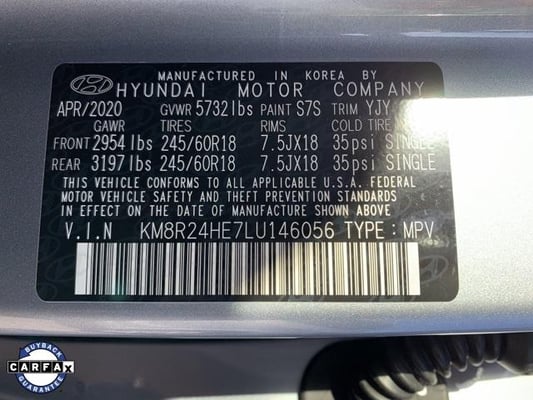 MANUFACTURED IN KOREA BY
HYUNDAI MOTOR COMPANY
APR/2020 GVWR 5732lbs PAINT S7S TRIM YJY
GAWR TIRES RIMS COLD TIRE
FRONT 2954lbs 245/60R18 7.5JX18 35psi SINGLE
REAR 3197lbs 245/60R18 7.5JX18 35psi SINGLE
THIS VEHICLE CONFORMS TO ALL APPLICABLE U.S.A. FEDERAL
MOTOR VEHICLE SAFETY AND THEFT PREVENTION STANDARDS
IN EFFECT ON THE DATE OF MANUFACTURE SHOWN ABOVE.
V.I.N KM8R24HE7LU146056 TYPE : MPV
BUYBACK
CARFAX
GUARANTEE